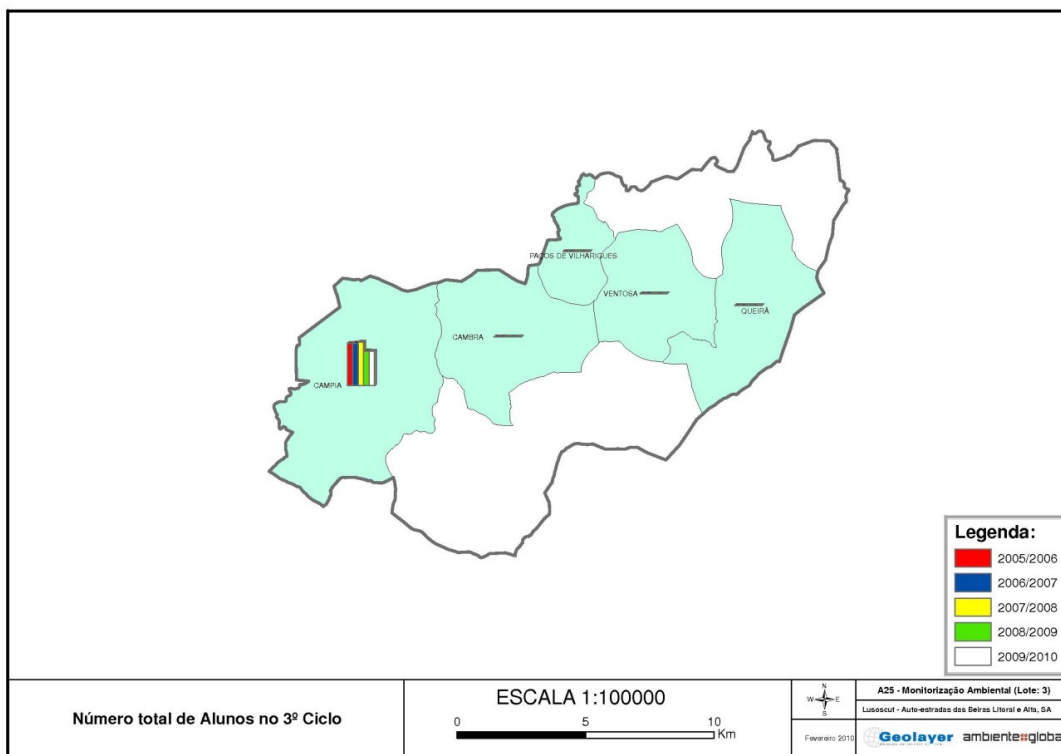 PAÇOS DE VILHARIGUES
VENTOSA
QUEIRÃ
CAMBRA
CAMPIA
Legenda:
2005/2006
2006/2007
2007/2008
2008/2009
2009/2010
Número total de Alunos no 3º Ciclo
ESCALA 1:100000
0 5 10
Km
N
W E
S
Fevereiro 2010
A25 - Monitorização Ambiental (Lote: 3)
Lusoscut - Auto-estradas das Beiras Litoral e Alta, SA
Geolayer
ambiente global